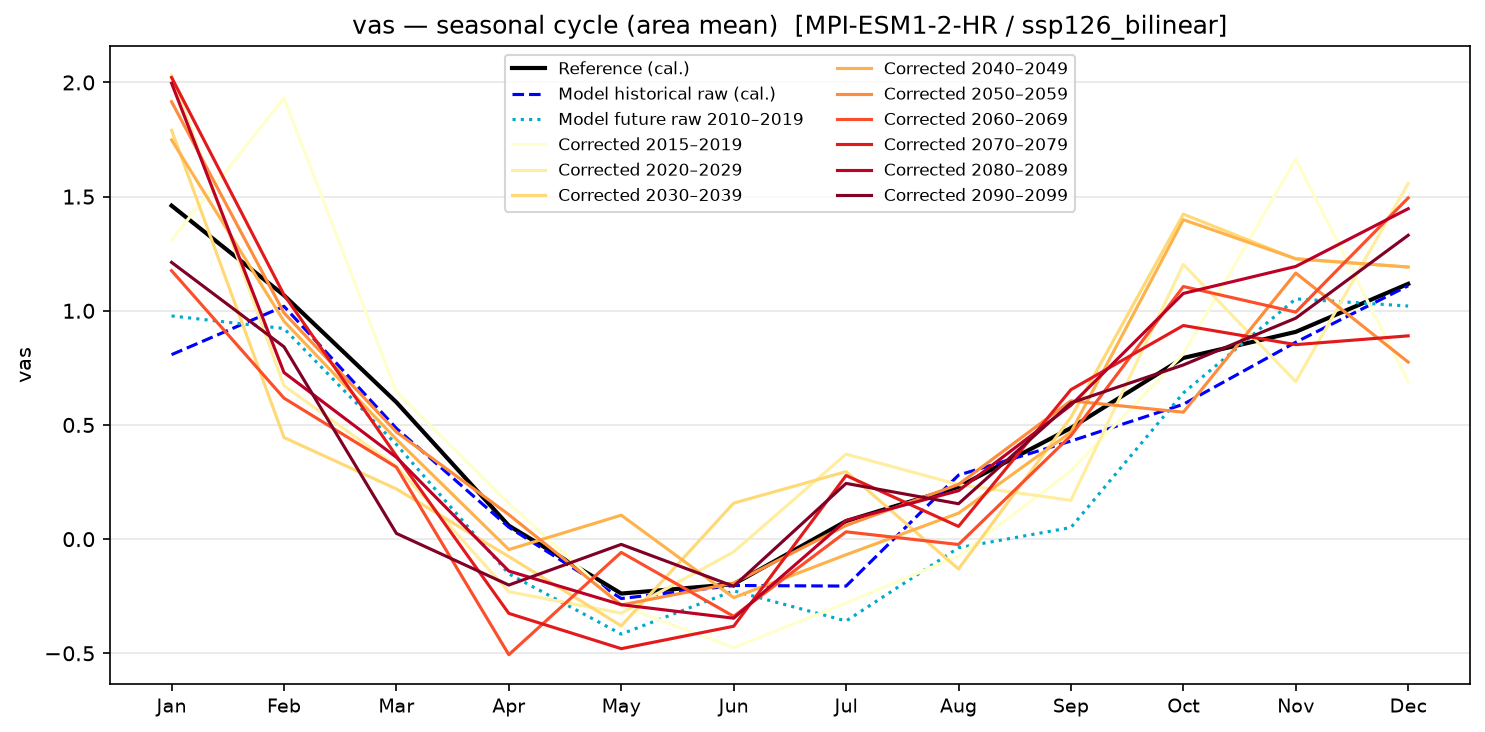 vas — seasonal cycle (area mean)  [MPI-ESM1-2-HR / ssp126_bilinear]
Reference (cal.)
Model historical raw (cal.)
Model future raw 2010–2019
Corrected 2015–2019
Corrected 2020–2029
Corrected 2030–2039
Corrected 2040–2049
Corrected 2050–2059
Corrected 2060–2069
Corrected 2070–2079
Corrected 2080–2089
Corrected 2090–2099
vas
2.0
1.5
1.0
0.5
0.0
−0.5
Jan Feb Mar Apr May Jun Jul Aug Sep Oct Nov Dec